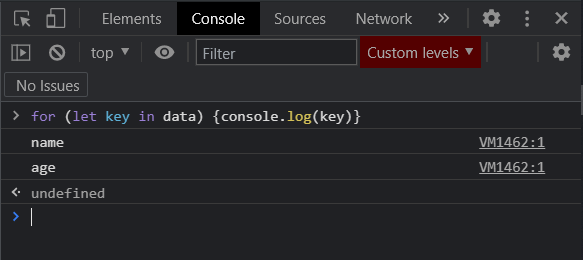 Elements Console Sources Network »
top Filter Custom levels
No Issues
> for (let key in data) {console.log(key)}
name VM1462:1
age VM1462:1
undefined
>